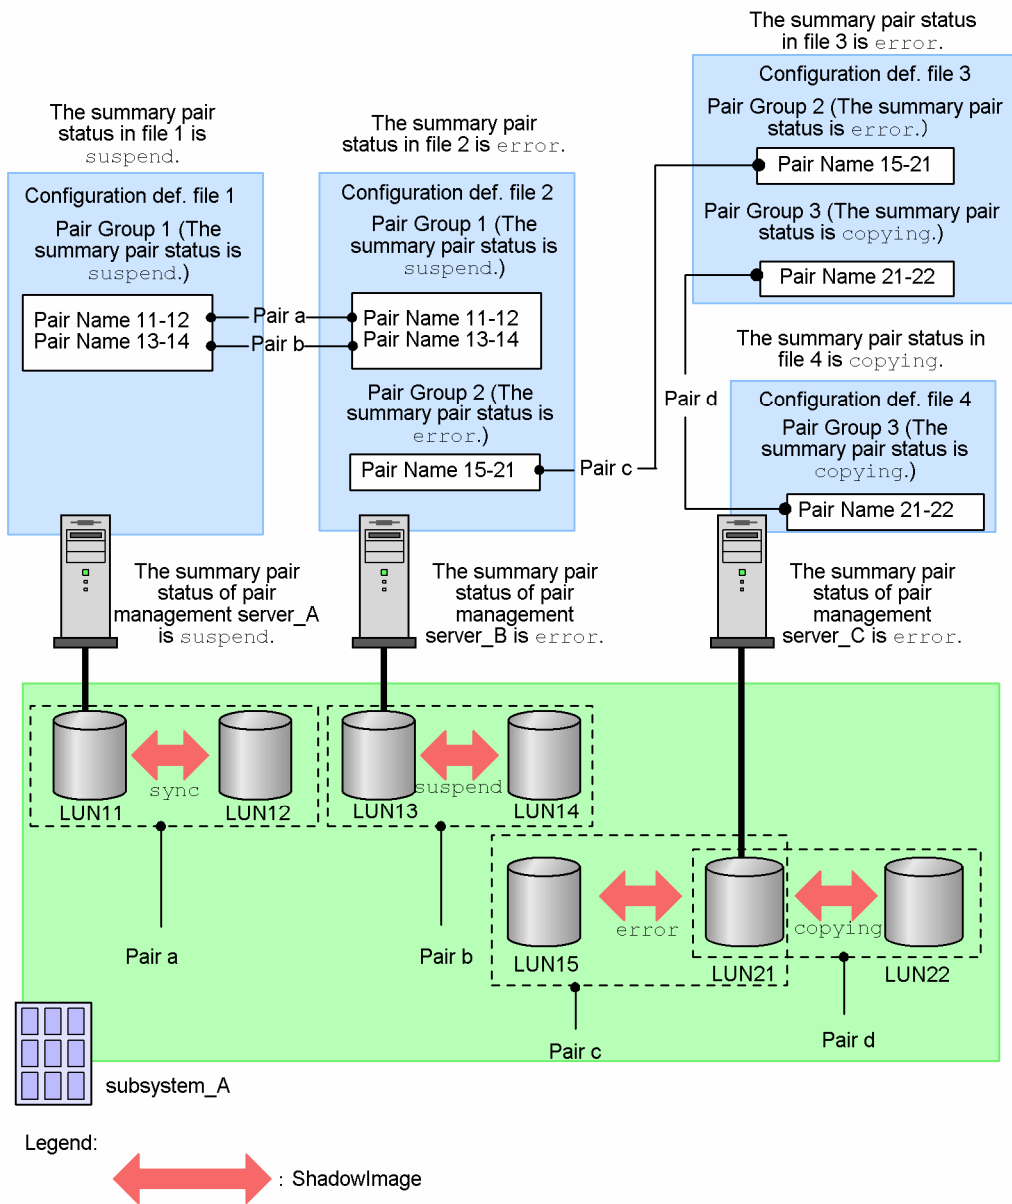 The summary pair
status in file 1 is
suspend.
Configuration def. file 1
Pair Group 1 (The
summary pair status is
suspend.)
Pair Name 11-12
Pair Name 13-14
Pair a
Pair b
The summary pair
status in file 2 is error.
Configuration def. file 2
Pair Group 1 (The
summary pair status is
suspend.)
Pair Name 11-12
Pair Name 13-14
Pair Group 2 (The
summary pair status is
error.)
Pair Name 15-21
Pair c
The summary pair status
in file 3 is error.
Configuration def. file 3
Pair Group 2 (The summary pair
status is error.)
Pair Name 15-21
Pair Group 3 (The summary pair
status is copying.)
Pair Name 21-22
Pair d
The summary pair status in
file 4 is copying.
Configuration def. file 4
Pair Group 3 (The
summary pair status is
copying.)
Pair Name 21-22
The summary pair
status of pair
management server_A
is suspend.
The summary pair
status of pair
management
server_B is error.
The summary pair
status of pair
management
server_C is error.
sync
LUN11
LUN12
suspend
LUN13
LUN14
Pair a
Pair b
error
copying
LUN15
LUN21
LUN22
Pair c
Pair d
subsystem_A
Legend:
: ShadowImage